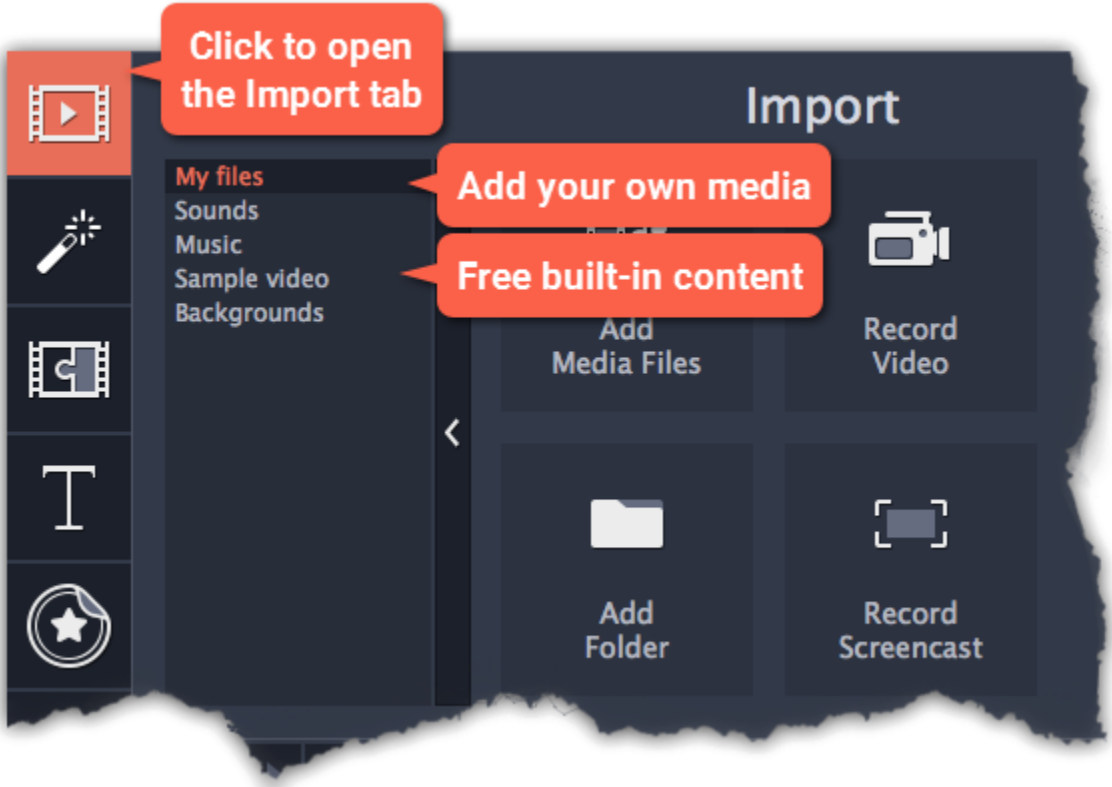 Click to open
the Import tab
Import
My files
Sounds
Music
Sample video
Backgrounds
Add your own media
Free built-in content
Add
Media Files
Record
Video
Add
Folder
Record
Screencast
T